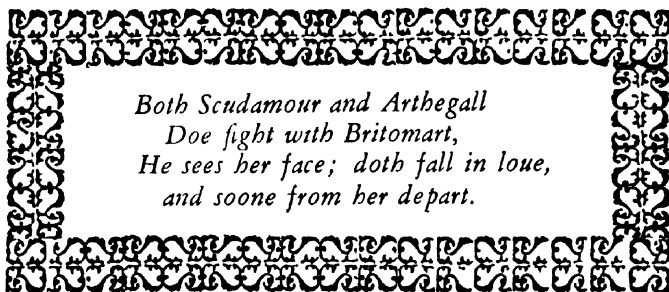 Both Scudamour and Arthegall
Doe fight with Britomart,
He sees her face; doth fall in loue,
and soone from her depart.